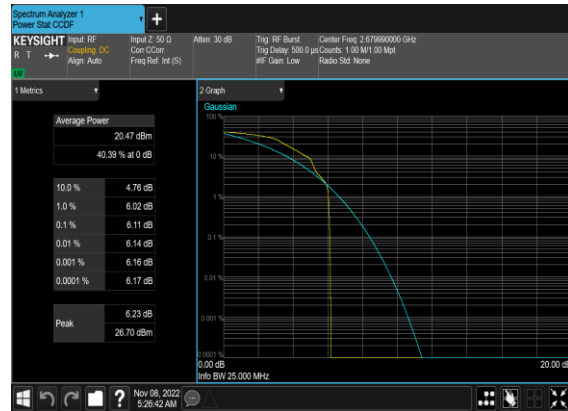 Spectrum Analyzer 1
Power Stat CCDF
+
KEYSIGHT
R T
LVI
Input: RF
Coupling: DC
Align: Auto
Input Z: 50 Ω
Corr CCorr
Freq Ref: Int (S)
Atten: 30 dB
Trig: RF Burst
Trig Delay: 500.0 µs
#IF Gain: Low
Center Freq: 2.679990000 GHz
Counts: 1.00 M/1.00 Mpt
Radio Std: None
1 Metrics
Average Power
20.47 dBm
40.39 % at 0 dB
10.0 % 4.76 dB
1.0 % 6.02 dB
0.1 % 6.11 dB
0.01 % 6.14 dB
0.001 % 6.16 dB
0.0001 % 6.17 dB
Peak
6.23 dB
26.70 dBm
2 Graph
Gaussian
100 %
10 %
1 %
0.1 %
0.01 %
0.001 %
0.0001 %
0.00 dB
20.00 dB
Info BW 25.000 MHz
?
Nov 08, 2022
5:26:42 AM